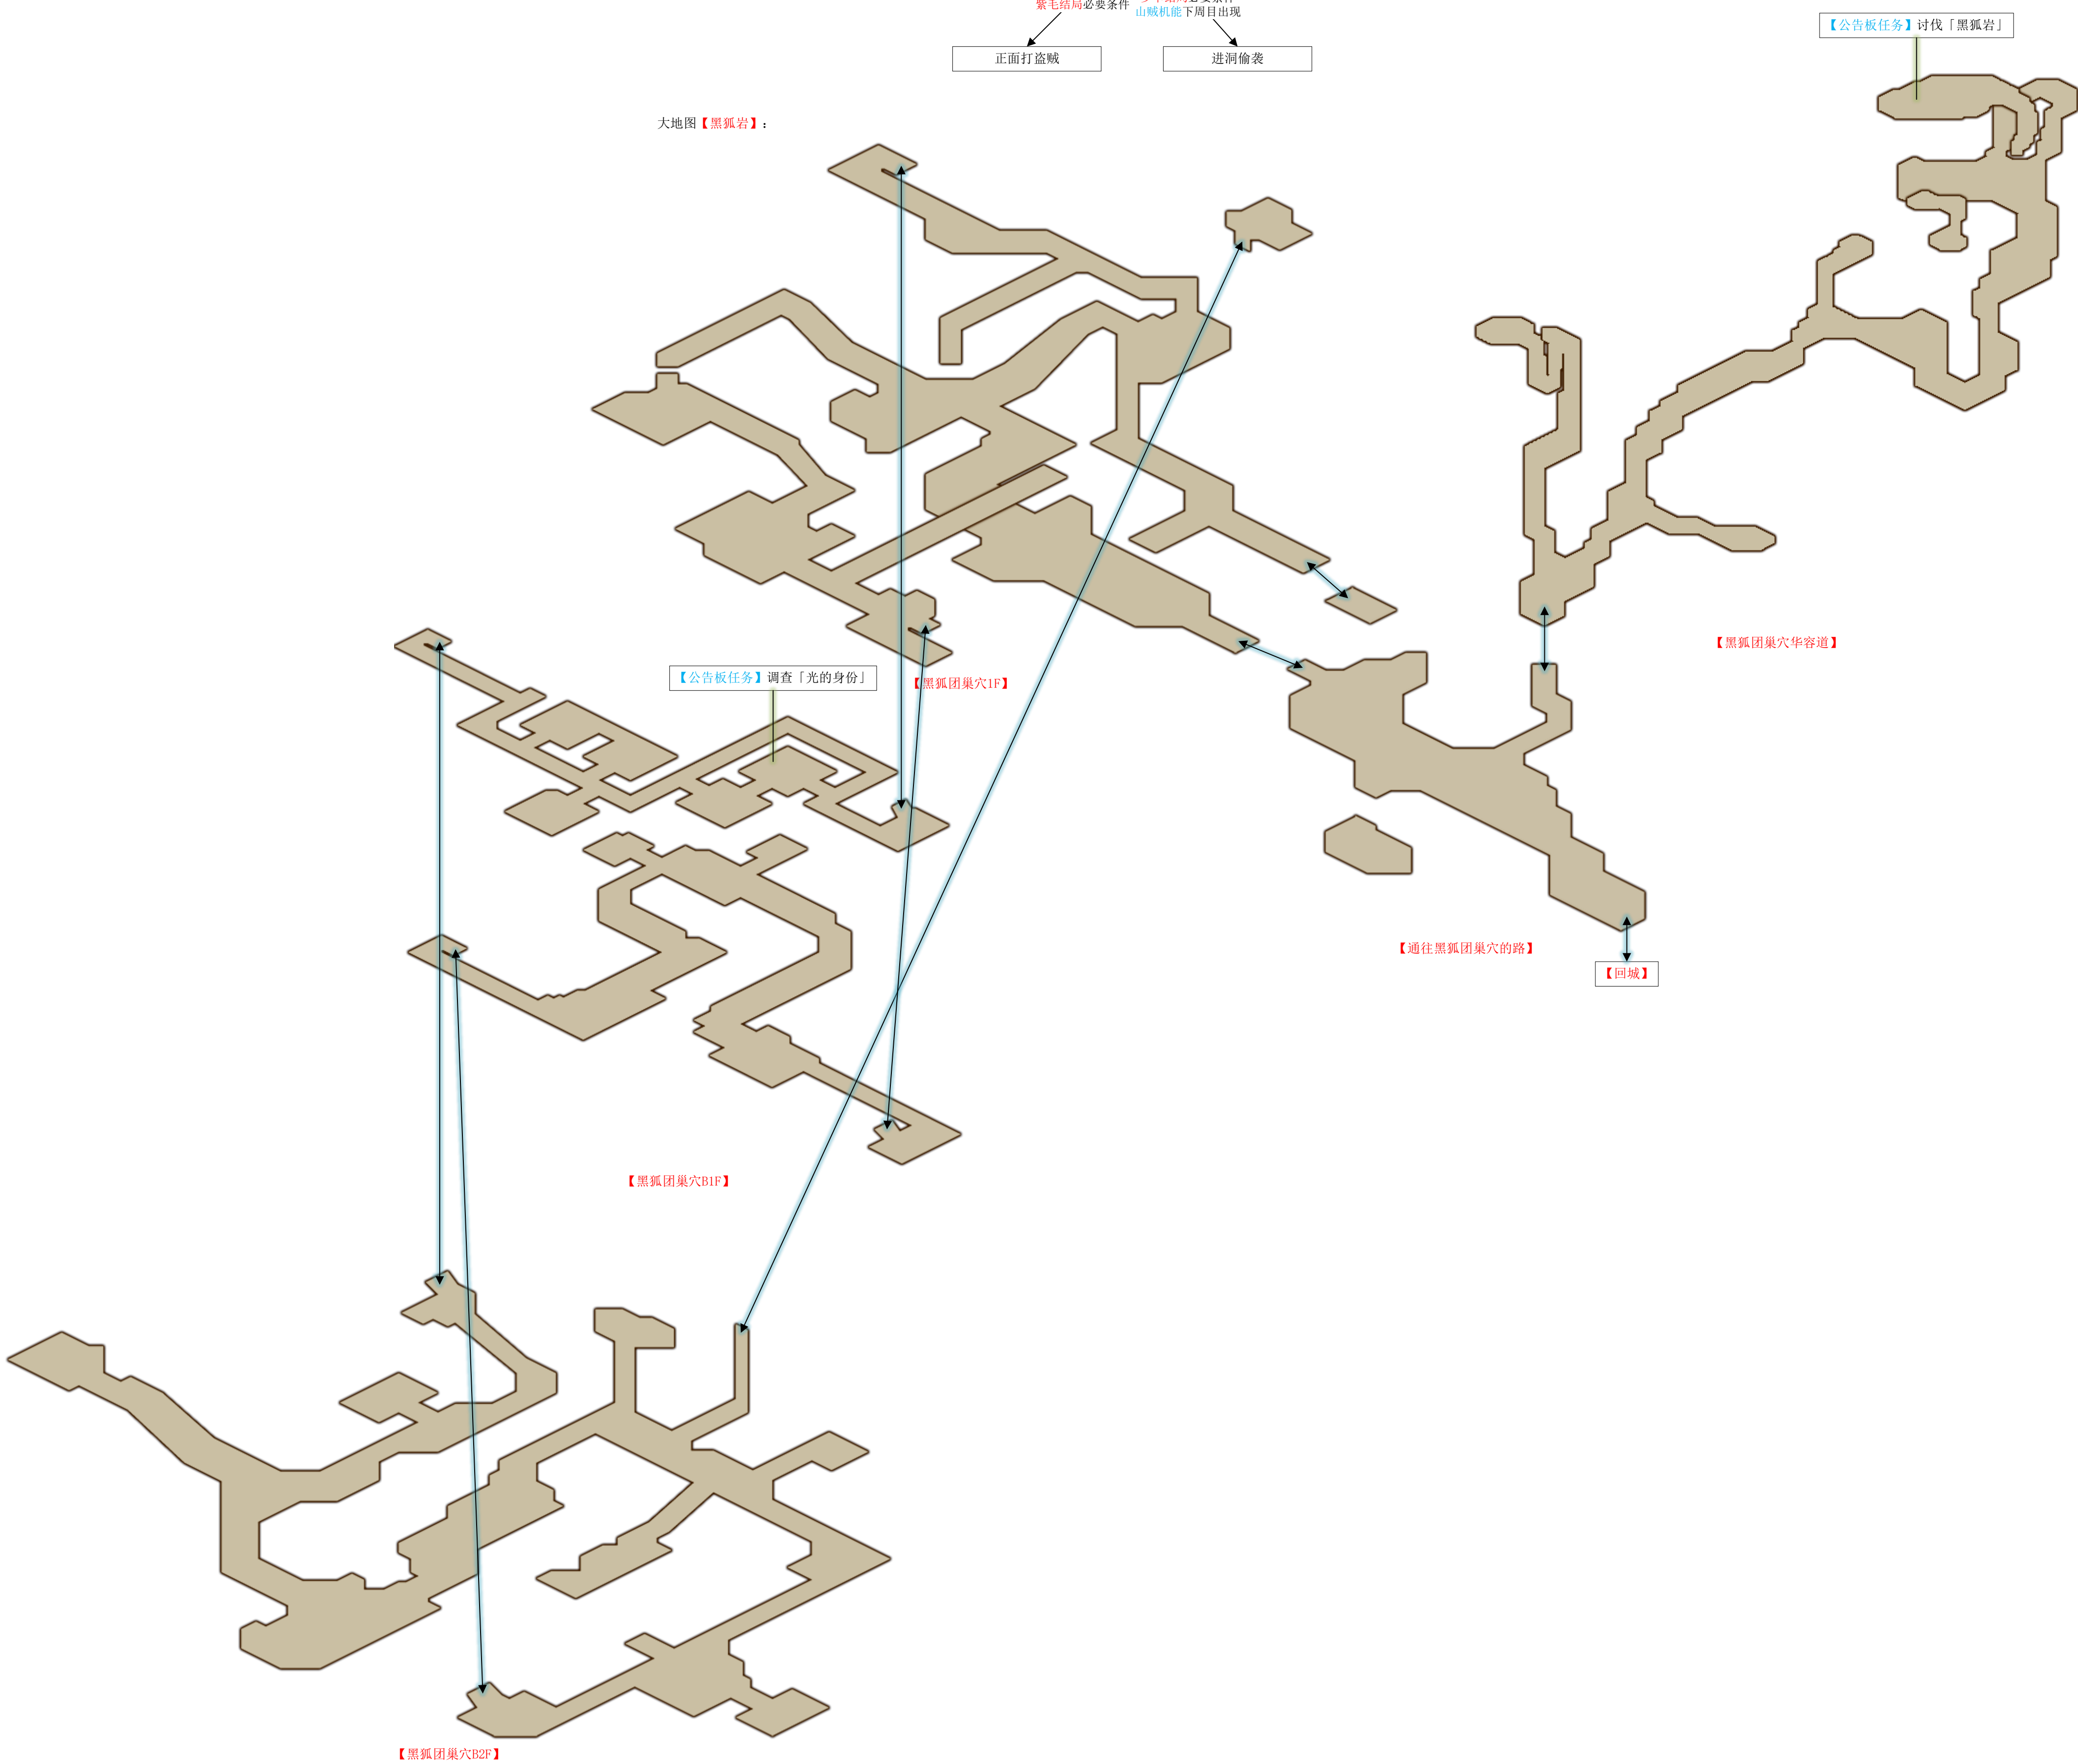 紫毛结局必要条件
必要条件
山贼机能下周目出现
【公告板任务】讨伐「黑狐岩」
正面打盗贼
进洞偷袭
大地图【黑狐岩】：
【黑狐团巢穴华容道】
【公告板任务】调查「光的身份」
【黑狐团巢穴1F】
【通往黑狐团巢穴的路】
【回城】
【黑狐团巢穴B1F】
【黑狐团巢穴B2F】